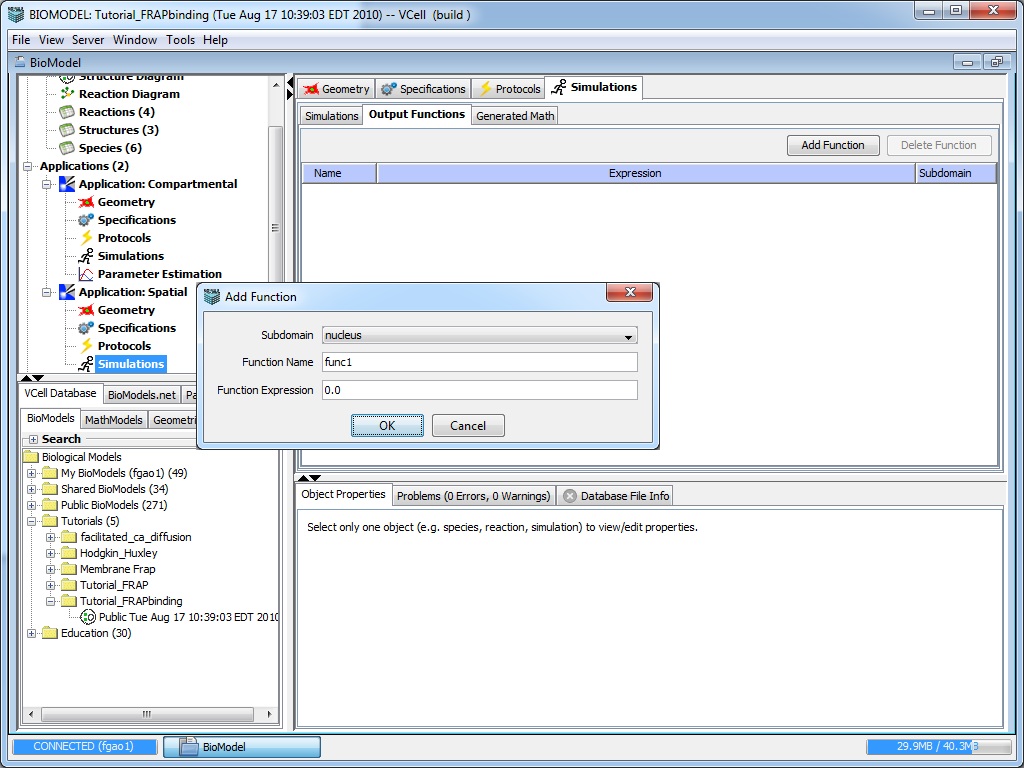 BIOMODEL: Tutorial_FRAPbinding (Tue Aug 17 10:39:03 EDT 2010) -- VCell (build )
File View Server Window Tools Help
BioModel
Structure Diagram
Reaction Diagram
Reactions (4)
Structures (3)
Species (6)
Applications (2)
Application: Compartmental
Geometry
Specifications
Protocols
Simulations
Parameter Estimation
Application: Spatial
Geometry
Specifications
Protocols
Simulations
VCell Database BioModels.net Pa
BioModels MathModels Geometri
Search
Biological Models
My BioModels (fgao1) (49)
Shared BioModels (34)
Public BioModels (271)
Tutorials (5)
facilitated_ca_diffusion
Hodgkin_Huxley
Membrane Frap
Tutorial_FRAP
Tutorial_FRAPbinding
Public Tue Aug 17 10:39:03 EDT 2010
Education (30)
Geometry Specifications Protocols Simulations
Simulations Output Functions Generated Math
Add Function Delete Function
Name Expression Subdomain
Add Function
Subdomain nucleus
Function Name func1
Function Expression 0.0
OK Cancel
Object Properties Problems (0 Errors, 0 Warnings) Database File Info
Select only one object (e.g. species, reaction, simulation) to view/edit properties.
CONNECTED (fgao1) BioModel 29.9MB / 40.3MB